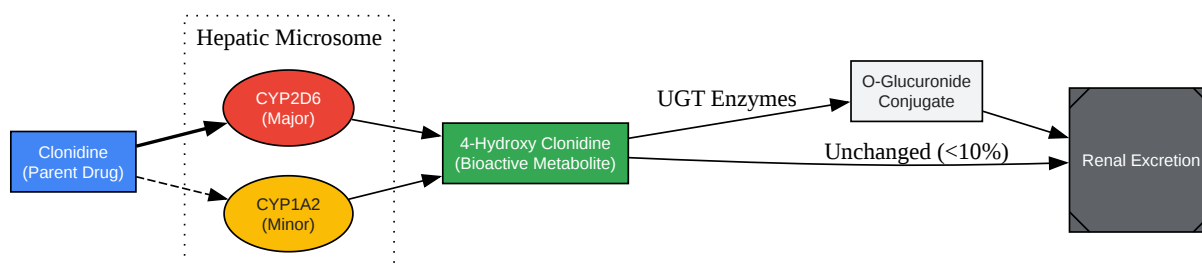 Hepatic Microsome
Clonidine
(Parent Drug)
CYP2D6
(Major)
CYP1A2
(Minor)
4-Hydroxy Clonidine
(Bioactive Metabolite)
UGT Enzymes
O-Glucuronide
Conjugate
Unchanged (<10%)
Renal Excretion